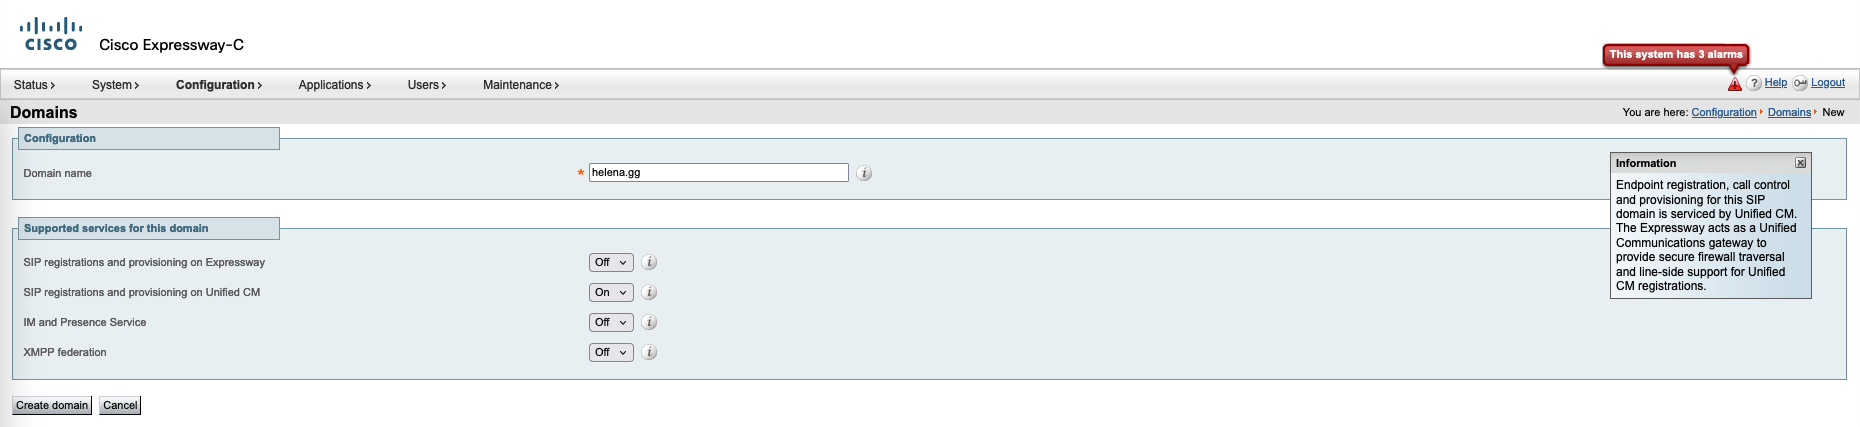 CISCO
Cisco Expressway-C
This system has 3 alarms
Status
System
Configuration
Applications
Users
Maintenance
? Help
Logout
Domains
You are here: Configuration Domains New
Configuration
Domain name
* helena.gg i
Information x
Endpoint registration, call control
and provisioning for this SIP
domain is serviced by Unified CM.
The Expressway acts as a Unified
Communications gateway to
provide secure firewall traversal
and line-side support for Unified
CM registrations.
Supported services for this domain
SIP registrations and provisioning on Expressway
Off i
SIP registrations and provisioning on Unified CM
On i
IM and Presence Service
Off i
XMPP federation
Off i
Create domain
Cancel